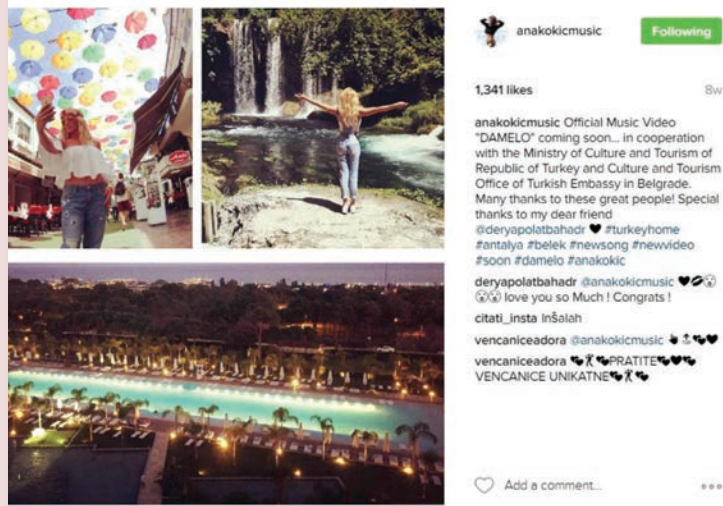 anakokicmusic
Following
1,341 likes
8w
anakokicmusic Official Music Video
"DAMELO" coming soon... in cooperation
with the Ministry of Culture and Tourism of
Republic of Turkey and Culture and Tourism
Office of Turkish Embassy in Belgrade.
Many thanks to these great people! Special
thanks to my dear friend
@deryapolatbahadr 🖤 #turkeyhome
#antalya #belek #newsong #newvideo
#soon #damelo #anakokic
deryapolatbahadr @anakokicmusic
love you so Much ! Congrats !
citati_insta InŠalah
vencaniceadora @anakokicmusic
vencaniceadora PRATITE
VENCANICE UNIKATNE
Add a comment...